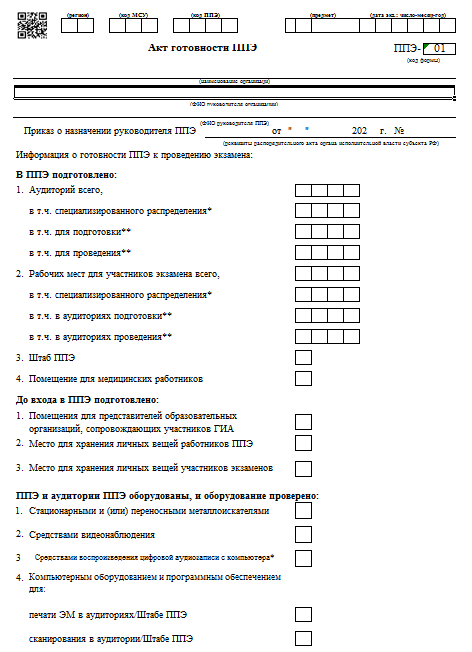 (регион) (код МСУ) (код ППЭ) (предмет) (дата экз.: число-месяц-год)
Акт готовности ППЭ ППЭ- 01
(код формы)
(наименование организации)
(ФИО руководителя организации)
(ФИО руководителя ППЭ)
Приказ о назначении руководителя ППЭ от " " 202 г. №
(реквизиты распорядительного акта органа исполнительной власти субъекта РФ)
Информация о готовности ППЭ к проведению экзамена:
В ППЭ подготовлено:
1. Аудиторий всего,
в т.ч. специализированного распределения*
в т.ч. для подготовки**
в т.ч. для проведения**
2. Рабочих мест для участников экзамена всего,
в т.ч. специализированного распределения*
в т.ч. в аудиториях подготовки**
в т.ч. в аудиториях проведения**
3. Штаб ППЭ
4. Помещение для медицинских работников
До входа в ППЭ подготовлено:
1. Помещения для представителей образовательных
организаций, сопровождающих участников ГИА
2. Место для хранения личных вещей работников ППЭ
3. Место для хранения личных вещей участников экзаменов
ППЭ и аудитории ППЭ оборудованы, и оборудование проверено:
1. Стационарными и (или) переносными металлоискателями
2. Средствами видеонаблюдения
3 Средствами воспроизведения цифровой аудиозаписи с компьютера*
4. Компьютерным оборудованием и программным обеспечением
для:
печати ЭМ в аудиториях/Штабе ППЭ
сканирования в аудитории/Штабе ППЭ